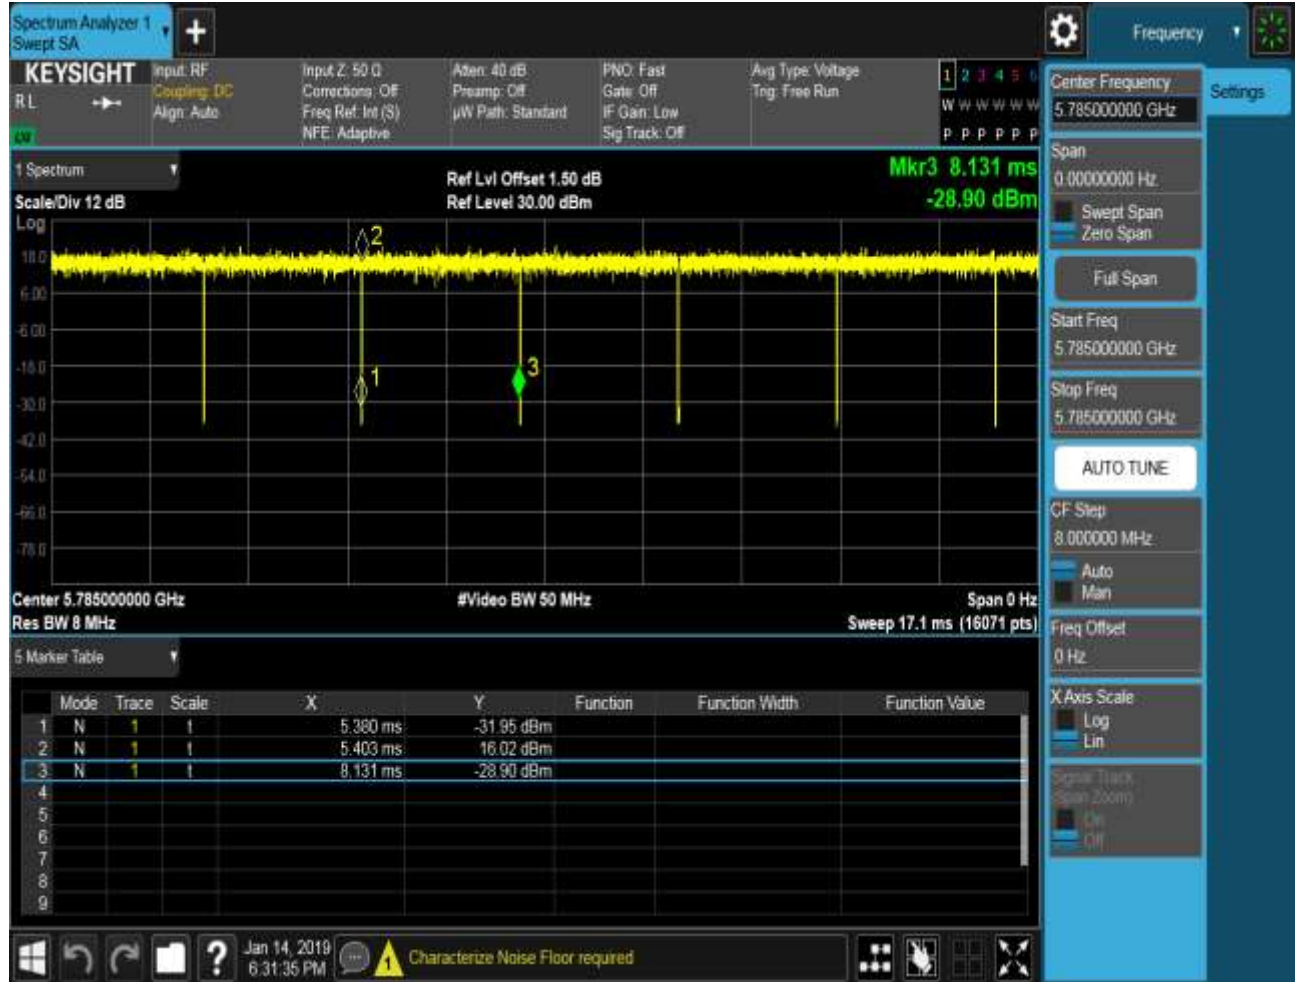 Spectrum Analyzer 1
Swept SA
Frequency
KEYSIGHT
RL
Input: RF
Coupling: DC
Align: Auto
Input Z: 50 Ω
Corrections: Off
Freq Ref: Int (S)
NFE: Adaptive
Atten: 40 dB
Preamp: Off
µW Path: Standard
PNO: Fast
Gate: Off
IF Gain: Low
Sig Track: Off
Avg Type: Voltage
Trig: Free Run
1 2 3 4 5 6
W W W W W W
P P P P P P
1 Spectrum
Scale/Div 12 dB
Ref Lvl Offset 1.50 dB
Ref Level 30.00 dBm
Mkr3 8.131 ms
-28.90 dBm
Log
18.0
6.00
-6.00
-18.0
-30.0
-42.0
-54.0
-66.0
-78.0
2
1
3
Center 5.785000000 GHz
#Video BW 50 MHz
Span 0 Hz
Res BW 8 MHz
Sweep 17.1 ms (16071 pts)
5 Marker Table
Mode Trace Scale X Y Function Function Width Function Value
1 N 1 t 5.380 ms -31.95 dBm
2 N 1 t 5.403 ms 16.02 dBm
3 N 1 t 8.131 ms -28.90 dBm
4
5
6
7
8
9
Jan 14, 2019
6:31:35 PM
1
Characterize Noise Floor required
Settings
Center Frequency
5.785000000 GHz
Span
0.00000000 Hz
Swept Span
Zero Span
Full Span
Start Freq
5.785000000 GHz
Stop Freq
5.785000000 GHz
AUTO TUNE
CF Step
8.000000 MHz
Auto
Man
Freq Offset
0 Hz
X Axis Scale
Log
Lin
Signal Track
(Span Zoom)
On
Off